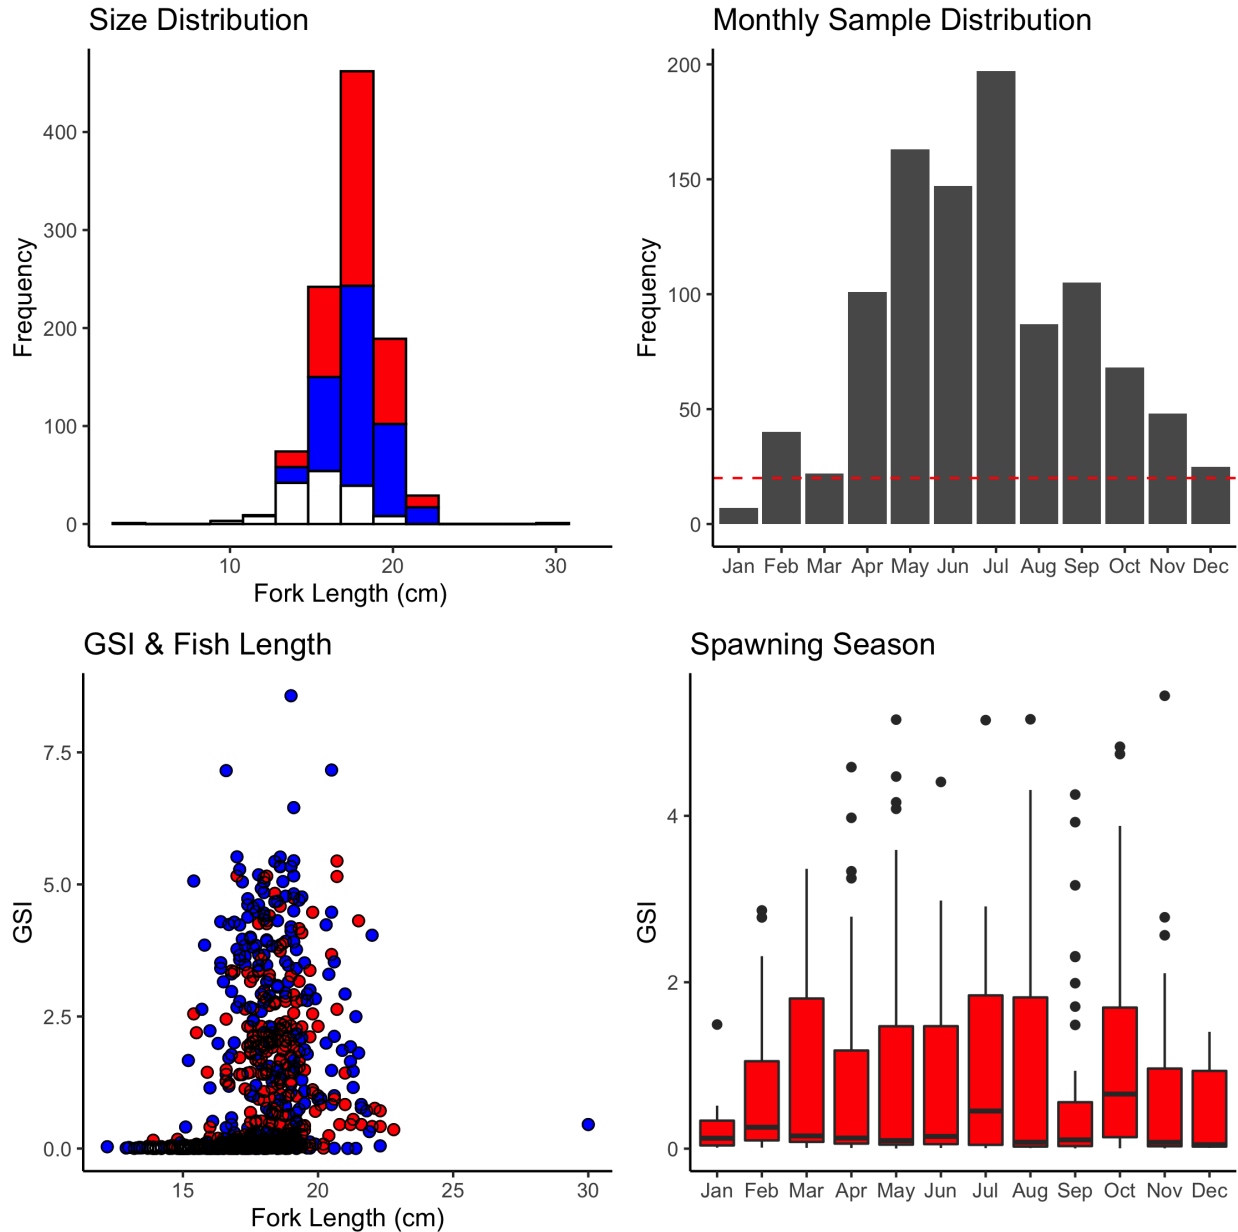 Size Distribution
Frequency
400
300
200
100
0
10 20 30
Fork Length (cm)
Monthly Sample Distribution
Frequency
200
150
100
50
0
Jan Feb Mar Apr May Jun Jul Aug Sep Oct Nov Dec
GSI & Fish Length
GSI
7.5
5.0
2.5
0.0
15 20 25 30
Fork Length (cm)
Spawning Season
GSI
4
2
0
Jan Feb Mar Apr May Jun Jul Aug Sep Oct Nov Dec